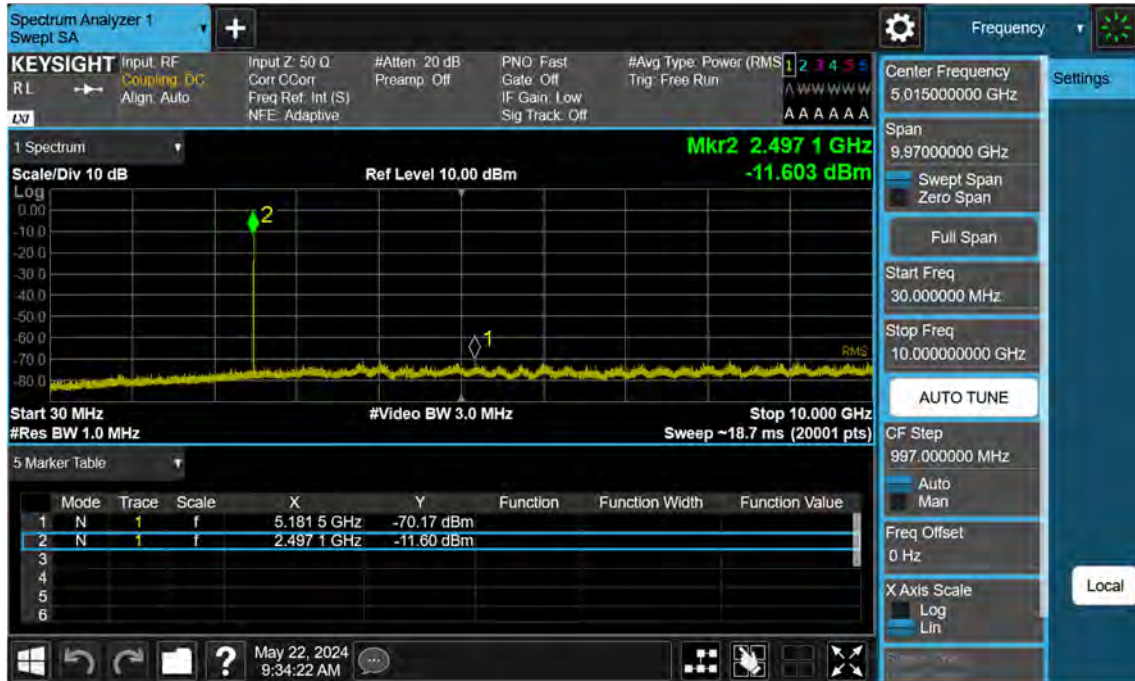 Spectrum Analyzer 1
Swept SA
Frequency
KEYSIGHT
RL
LXI
Input: RF
Coupling: DC
Align: Auto
Input Z: 50 Ω
Corr CCorr
Freq Ref: Int (S)
NFE: Adaptive
#Atten: 20 dB
Preamp: Off
PNO: Fast
Gate: Off
IF Gain: Low
Sig Track: Off
#Avg Type: Power (RMS
Trig: Free Run
1 2 3 4 5 6
A W W W W W
A A A A A A
1 Spectrum
Scale/Div 10 dB
Ref Level 10.00 dBm
Mkr2 2.497 1 GHz
-11.603 dBm
Log
0.00
-10.0
-20.0
-30.0
-40.0
-50.0
-60.0
-70.0
-80.0
2
1
RMS
Start 30 MHz
#Video BW 3.0 MHz
Stop 10.000 GHz
#Res BW 1.0 MHz
Sweep ~18.7 ms (20001 pts)
5 Marker Table
Mode Trace Scale X Y Function Function Width Function Value
1 N 1 f 5.181 5 GHz -70.17 dBm
2 N 1 f 2.497 1 GHz -11.60 dBm
3
4
5
6
May 22, 2024
9:34:22 AM
Center Frequency
5.015000000 GHz
Settings
Span
9.97000000 GHz
Swept Span
Zero Span
Full Span
Start Freq
30.000000 MHz
Stop Freq
10.000000000 GHz
AUTO TUNE
CF Step
997.000000 MHz
Auto
Man
Freq Offset
0 Hz
X Axis Scale
Log
Lin
Local